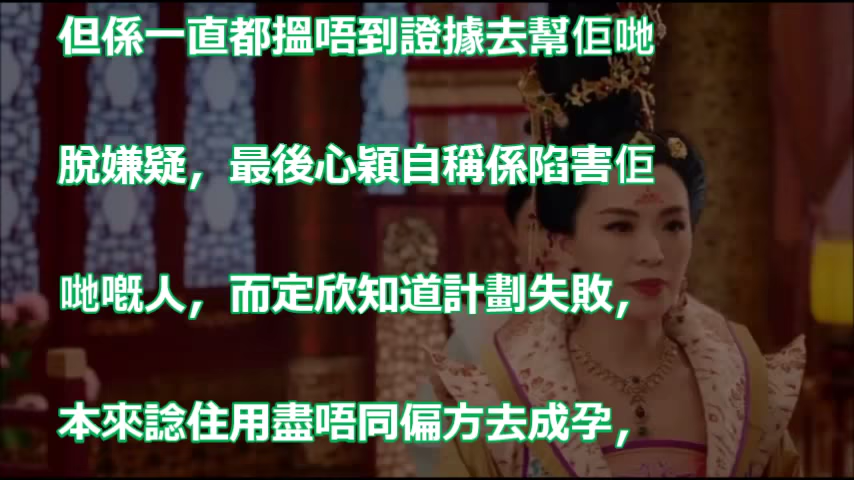 但係一直都搵唔到證據去幫佢哋
脫嫌疑，最後心穎自稱係陷害佢
哋嘅人，而定欣知道計劃失敗，
本來諗住用盡唔同偏方去成孕，